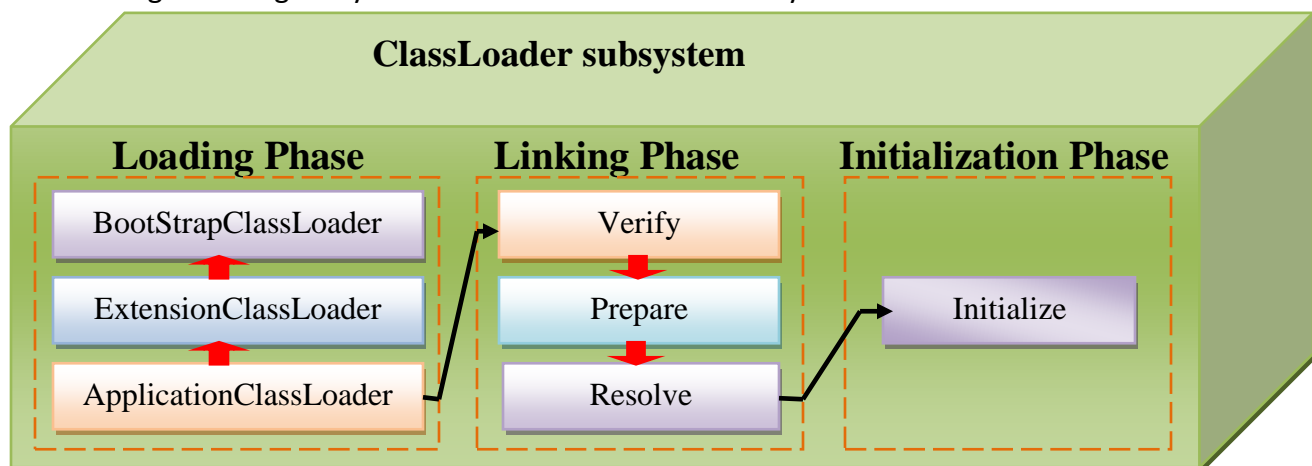 ClassLoader subsystem
Loading Phase
BootStrapClassLoader
ExtensionClassLoader
ApplicationClassLoader
Linking Phase
Verify
Prepare
Resolve
Initialization Phase
Initialize